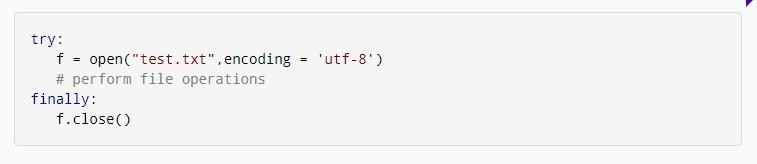 try:
   f = open("test.txt",encoding = 'utf-8')
   # perform file operations
finally:
   f.close()